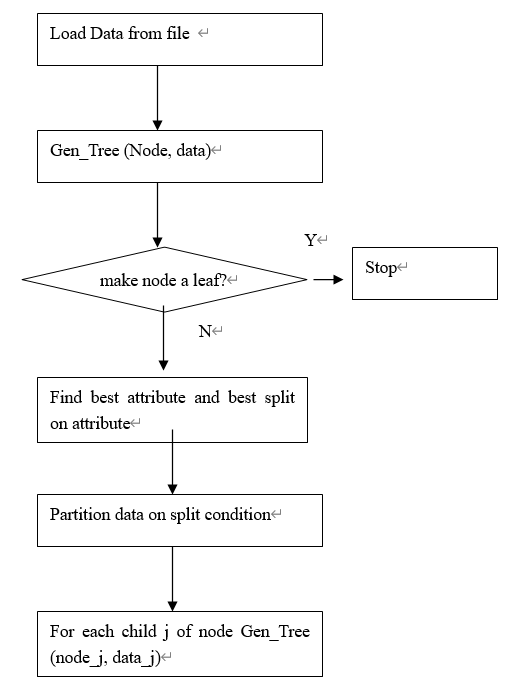 Load Data from file
Gen_Tree (Node, data)
Y
make node a leaf?
Stop
N
Find best attribute and best split
on attribute
Partition data on split condition
For each child j of node Gen_Tree
(node_j, data_j)